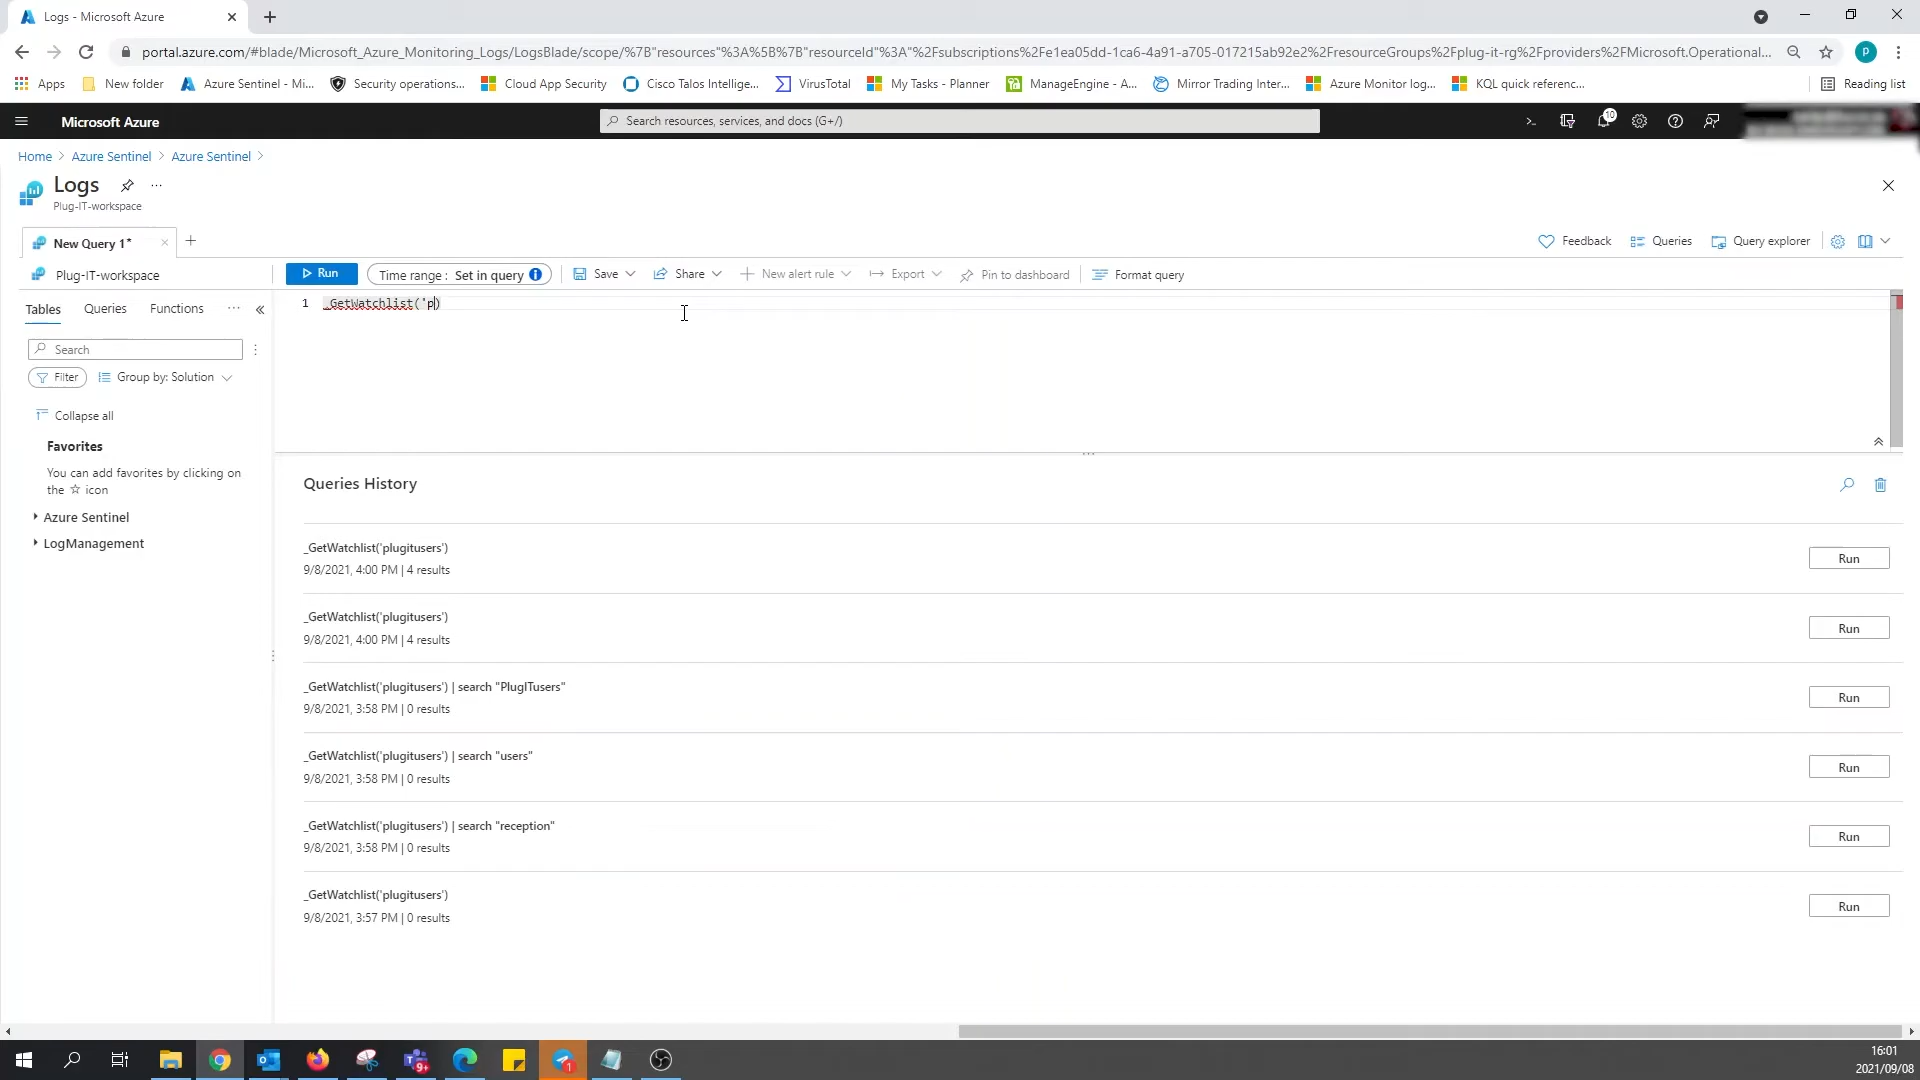 Logs - Microsoft Azure
portal.azure.com/#blade/Microsoft_Azure_Monitoring_Logs/LogsBlade/scope/%7B"resources"%3A%5B%7B"resourceId"%3A"%2Fsubscriptions%2Fe1ea05dd-1ca6-4a91-a705-017215ab92e2%2FresourceGroups%2Fplug-it-rg%2Fproviders%2FMicrosoft.Operational...
P
Apps New folder Azure Sentinel - Mi... Security operations... Cloud App Security Cisco Talos Intellige... VirusTotal My Tasks - Planner ManageEngine - A... Mirror Trading Inter... Azure Monitor log... KQL quick referenc... Reading list
Microsoft Azure
Search resources, services, and docs (G+/)
10
Home > Azure Sentinel > Azure Sentinel >
Logs
Plug-IT-workspace
New Query 1*
Feedback Queries Query explorer
Plug-IT-workspace
Run Time range : Set in query Save Share New alert rule Export Pin to dashboard Format query
Tables Queries Functions ... «
1 _GetWatchlist('p)
Search
Filter Group by: Solution
Collapse all
Favorites
You can add favorites by clicking on
the ☆ icon
Azure Sentinel
LogManagement
Queries History
_GetWatchlist('plugitusers')
9/8/2021, 4:00 PM | 4 results
Run
_GetWatchlist('plugitusers')
9/8/2021, 4:00 PM | 4 results
Run
_GetWatchlist('plugitusers') | search "PlugITusers"
9/8/2021, 3:58 PM | 0 results
Run
_GetWatchlist('plugitusers') | search "users"
9/8/2021, 3:58 PM | 0 results
Run
_GetWatchlist('plugitusers') | search "reception"
9/8/2021, 3:58 PM | 0 results
Run
_GetWatchlist('plugitusers')
9/8/2021, 3:57 PM | 0 results
Run
9+
1
16:01
2021/09/08